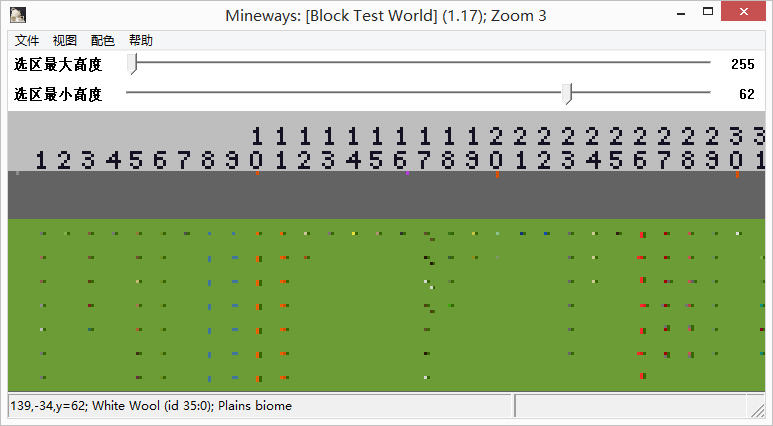 Mineways: [Block Test World] (1.17); Zoom 3
文件 视图 配色 帮助
选区最大高度 255
选区最小高度 62
1 1 1 1 1 1 1 1 1 1 2 2 2 2 2 2 2 2 2 2 3 3
1 2 3 4 5 6 7 8 9 0 1 2 3 4 5 6 7 8 9 0 1 2 3 4 5 6 7 8 9 0 1
139,-34,y=62; White Wool (id 35:0); Plains biome